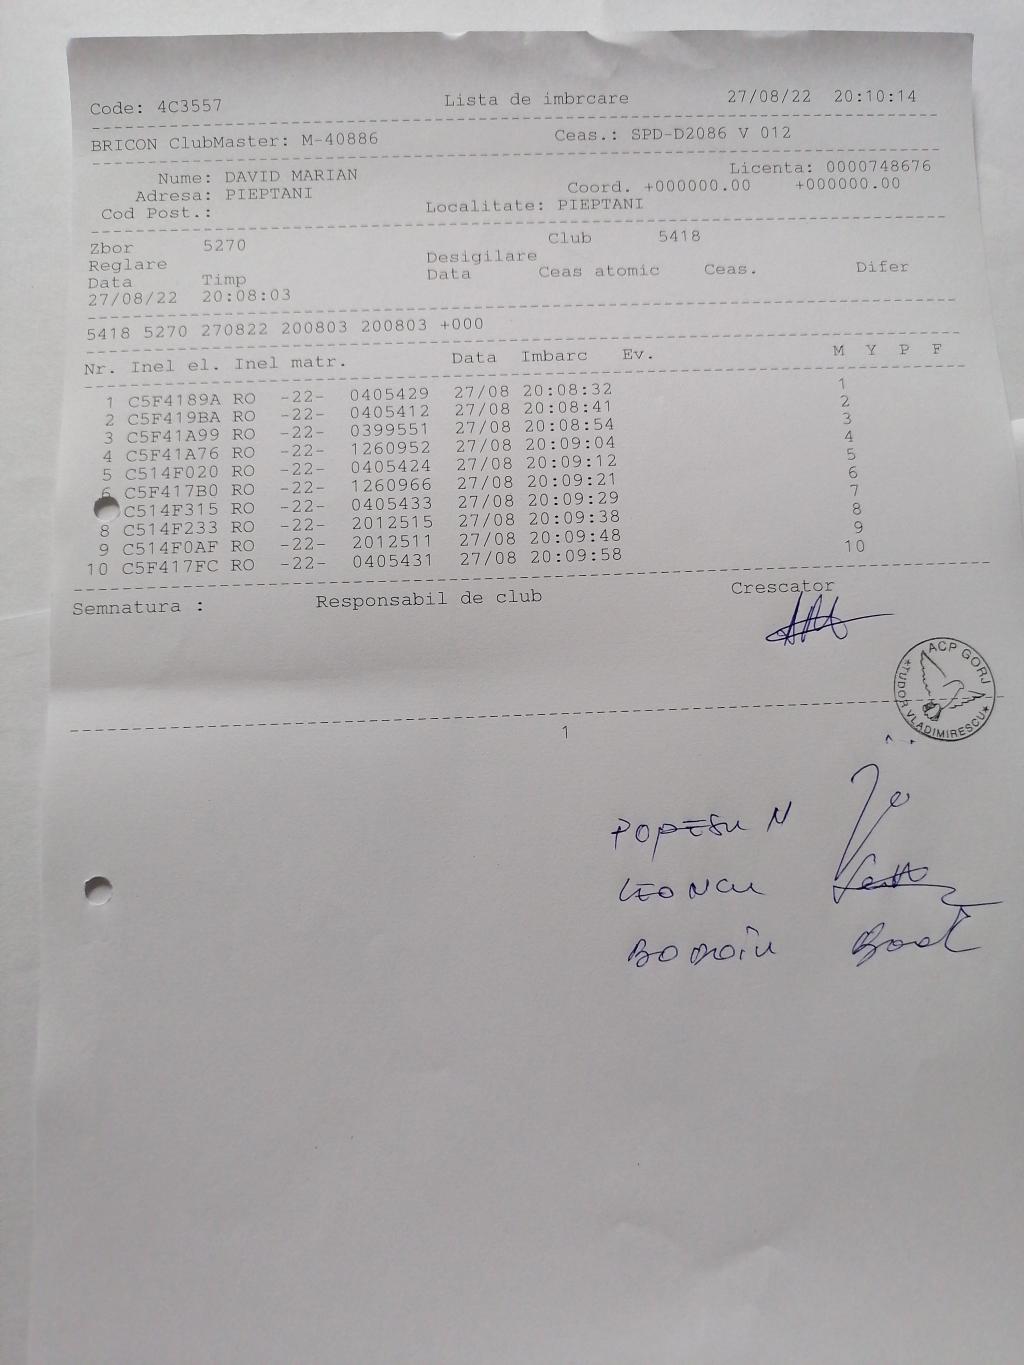 Code: 4C3557 Lista de imbrcare 27/08/22 20:10:14
BRICON ClubMaster: M-40886 Ceas.: SPD-D2086 V 012
Nume: DAVID MARIAN Licenta: 0000748676
Adresa: PIEPTANI Coord. +000000.00 +000000.00
Cod Post.: Localitate: PIEPTANI
Zbor 5270 Club 5418
Reglare Desigilare
Data Timp Data Ceas atomic Ceas. Difer
27/08/22 20:08:03
5418 5270 270822 200803 200803 +000
Nr. Inel el. Inel matr. Data Imbarc Ev. M Y P F
1 C5F4189A RO -22- 0405429 27/08 20:08:32 1
2 C5F419BA RO -22- 0405412 27/08 20:08:41 2
3 C5F41A99 RO -22- 0399551 27/08 20:08:54 3
4 C5F41A76 RO -22- 1260952 27/08 20:09:04 4
5 C514F020 RO -22- 0405424 27/08 20:09:12 5
6 C5F417B0 RO -22- 1260966 27/08 20:09:21 6
C514F315 RO -22- 0405433 27/08 20:09:29 7
8 C514F233 RO -22- 2012515 27/08 20:09:38 8
9 C514F0AF RO -22- 2012511 27/08 20:09:48 9
10 C5F417FC RO -22- 0405431 27/08 20:09:58 10
Semnatura : Responsabil de club Crescator
ACP GORJ
*TUDOR VLADIMIRESCU*
1
POPESU N
LEONCU